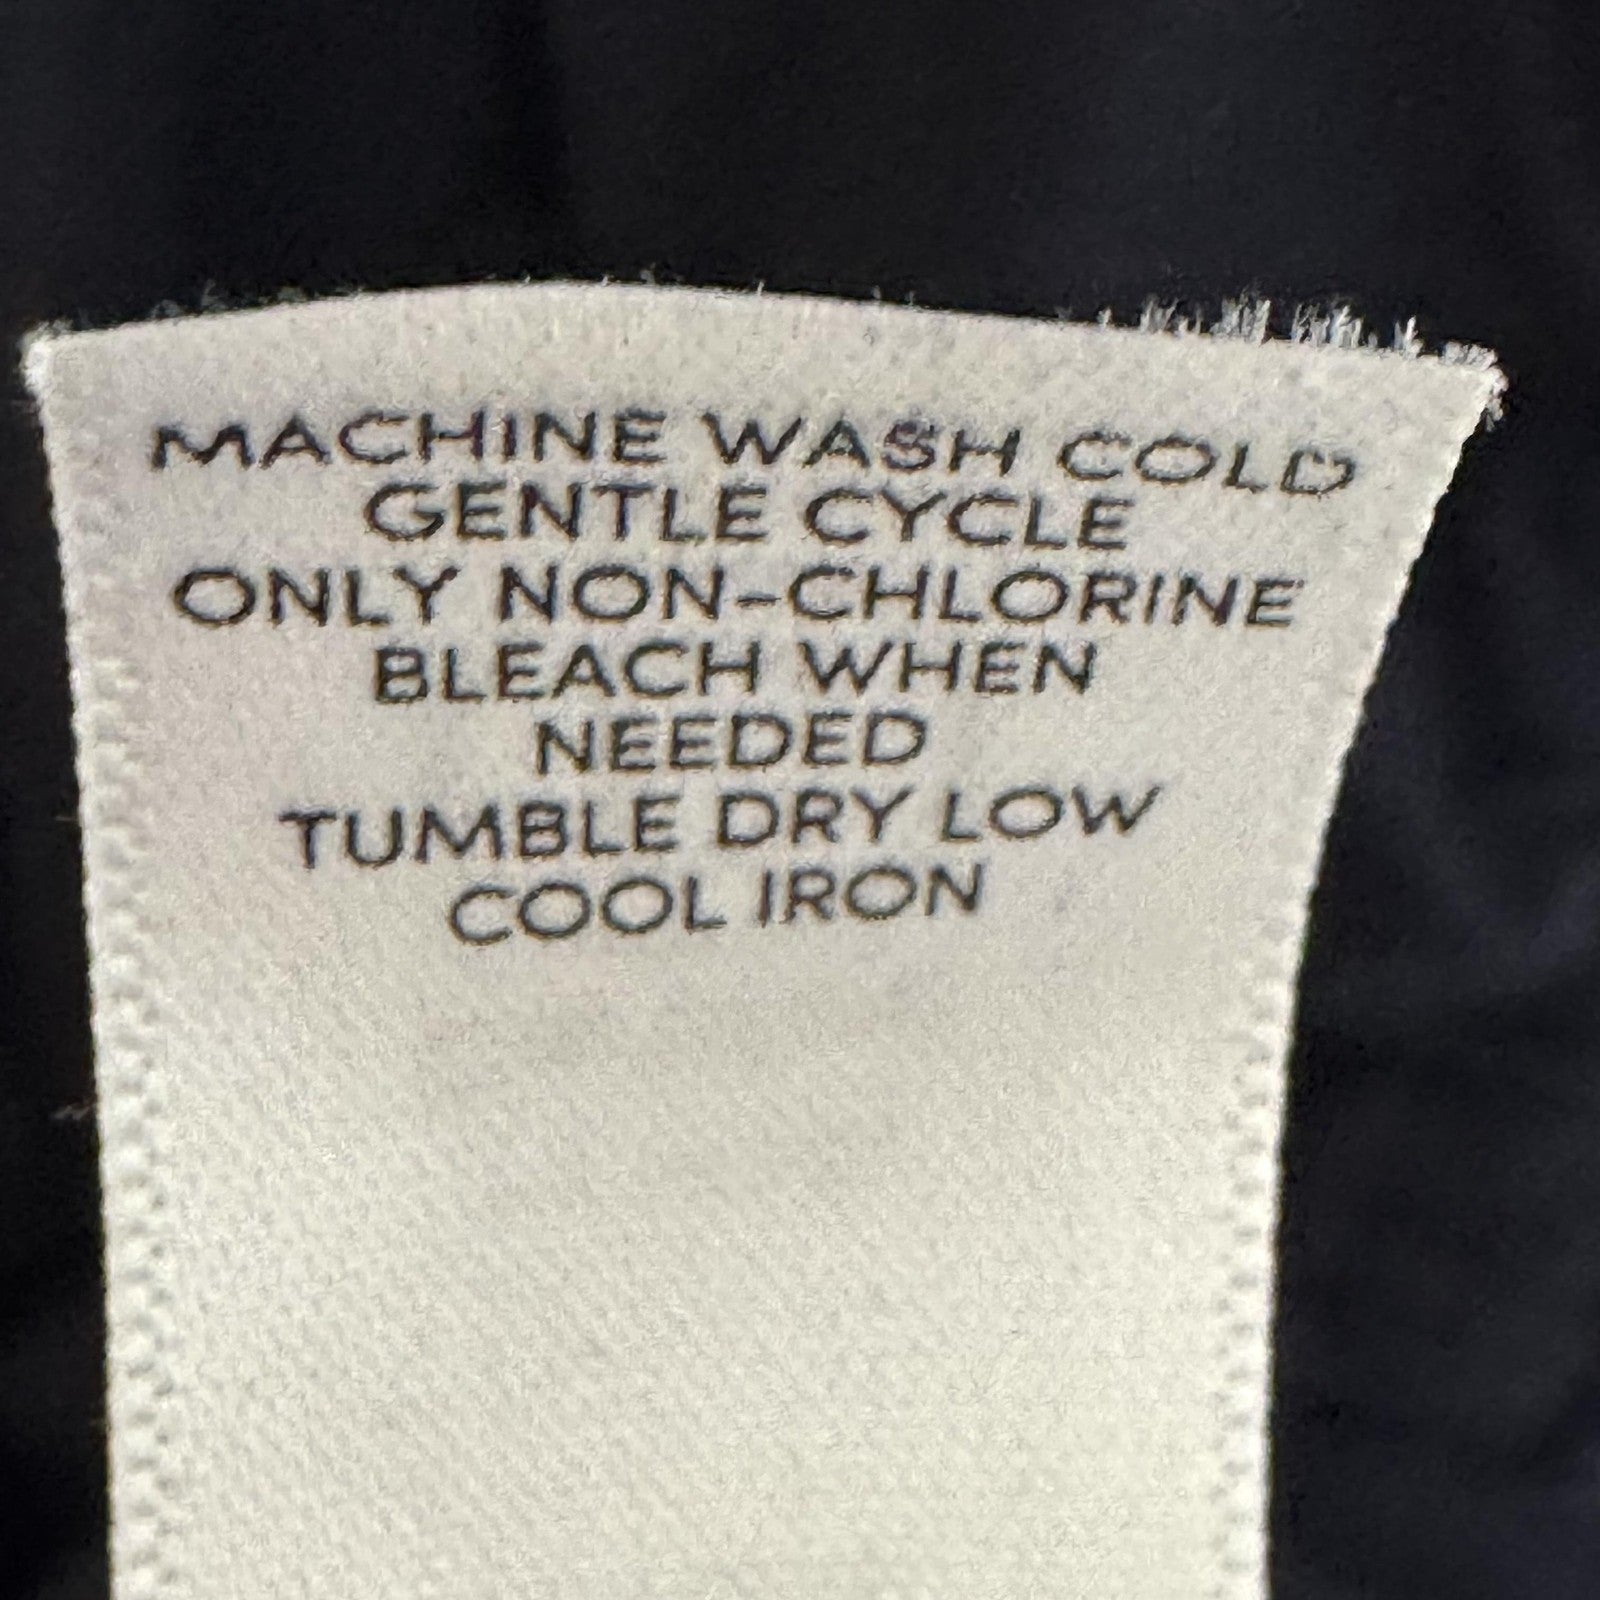 MACHINE WASH COLD
GENTLE CYCLE
ONLY NON-CHLORINE
BLEACH WHEN
NEEDED
TUMBLE DRY LOW
COOL IRON